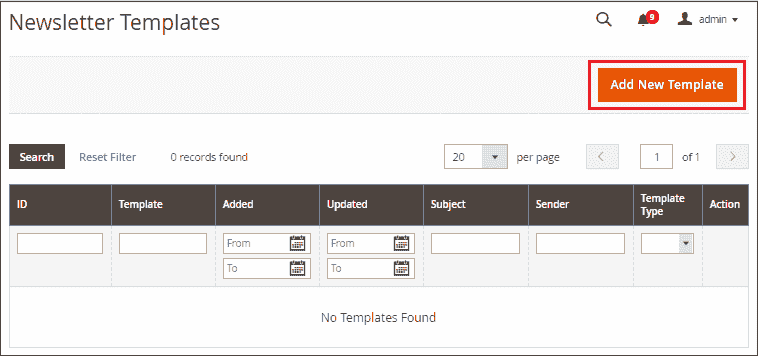 Newsletter Templates
9
admin
Add New Template
Search Reset Filter 0 records found 20 per page 1 of 1
ID Template Added Updated Subject Sender Template Type Action
From From
To To
No Templates Found